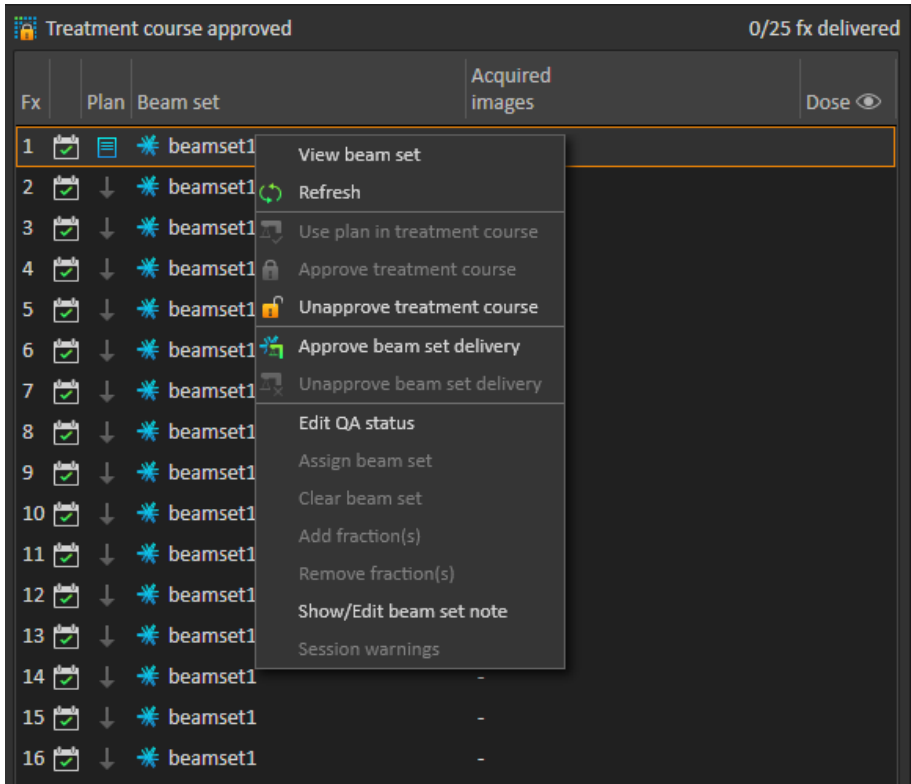 Treatment course approved 0/25 fx delivered
Acquired
Fx Plan Beam set images Dose
1 beamset1
View beam set
2 beamset1
Refresh
3 beamset1
Use plan in treatment course
4 beamset1
Approve treatment course
5 beamset1
Unapprove treatment course
6 beamset1
Approve beam set delivery
7 beamset1
Unapprove beam set delivery
8 beamset1
Edit QA status
9 beamset1
Assign beam set
10 beamset1
Clear beam set
11 beamset1
Add fraction(s)
12 beamset1
Remove fraction(s)
13 beamset1
Show/Edit beam set note
Session warnings
14 beamset1 -
15 beamset1 -
16 beamset1 -